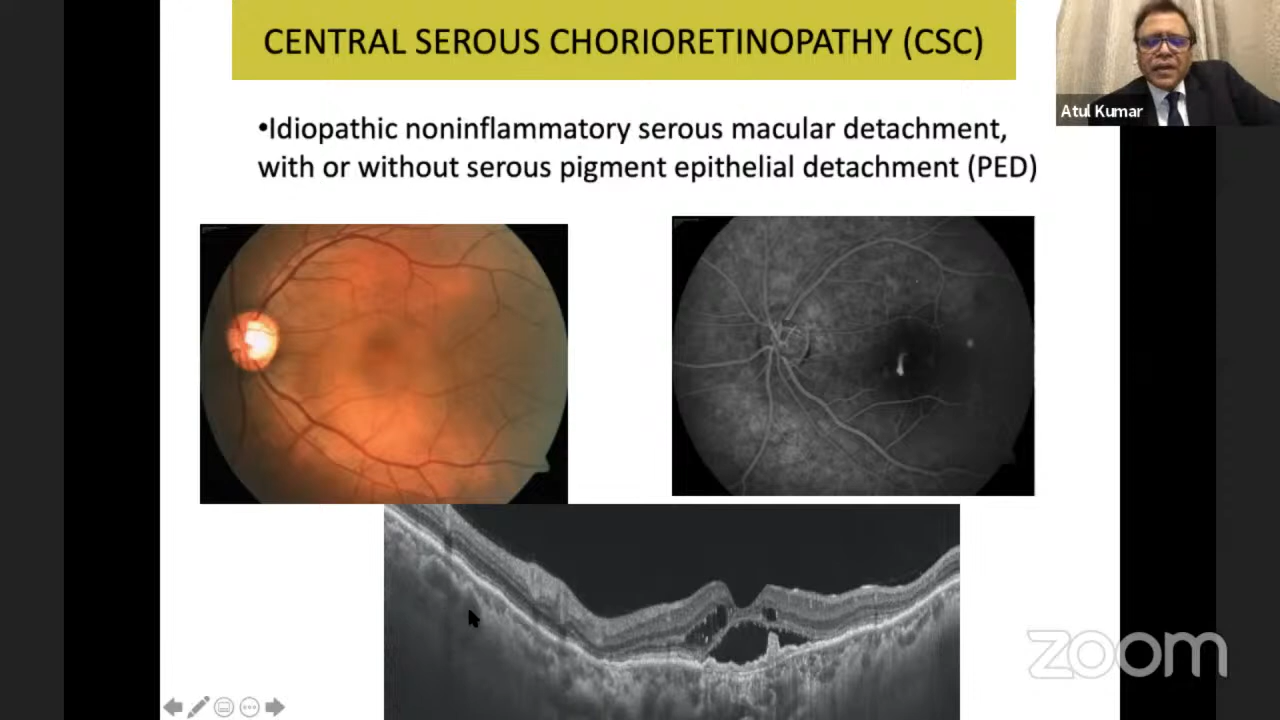 CENTRAL SEROUS CHORIORETINOPATHY (CSC)
Atul Kumar
•Idiopathic noninflammatory serous macular detachment,
with or without serous pigment epithelial detachment (PED)
zoom